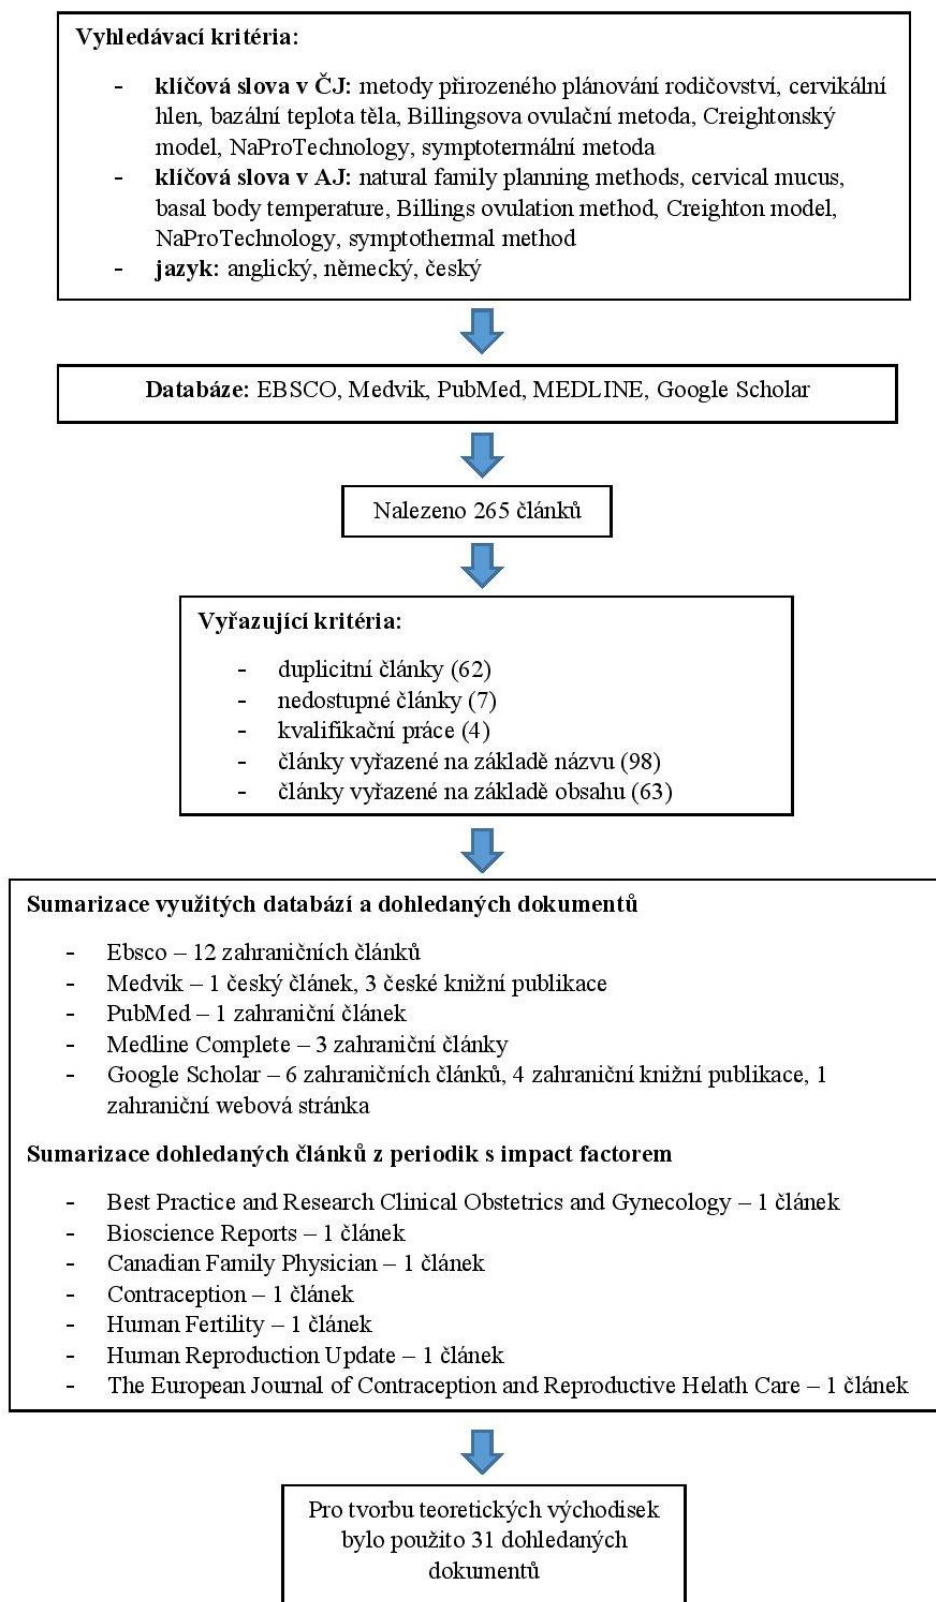 Vyhledávací kritéria:
- klíčová slova v ČJ: metody přirozeného plánování rodičovství, cervikální
hlen, bazální teplota těla, Billingsova ovulační metoda, Creightonský
model, NaProTechnology, symptotermální metoda
- klíčová slova v AJ: natural family planning methods, cervical mucus,
basal body temperature, Billings ovulation method, Creighton model,
NaProTechnology, symptothermal method
- jazyk: anglický, německý, český
Databáze: EBSCO, Medvik, PubMed, MEDLINE, Google Scholar
Nalezeno 265 článků
Vyřazující kritéria:
- duplicitní články (62)
- nedostupné články (7)
- kvalifikační práce (4)
- články vyřazené na základě názvu (98)
- články vyřazené na základě obsahu (63)
Sumarizace využitých databází a dohledaných dokumentů
- Ebsco – 12 zahraničních článků
- Medvik – 1 český článek, 3 české knižní publikace
- PubMed – 1 zahraniční článek
- Medline Complete – 3 zahraniční články
- Google Scholar – 6 zahraničních článků, 4 zahraniční knižní publikace, 1
zahraniční webová stránka
Sumarizace dohledaných článků z periodik s impact factorem
- Best Practice and Research Clinical Obstetrics and Gynecology – 1 článek
- Bioscience Reports – 1 článek
- Canadian Family Physician – 1 článek
- Contraception – 1 článek
- Human Fertility – 1 článek
- Human Reproduction Update – 1 článek
- The European Journal of Contraception and Reproductive Helath Care – 1 článek
Pro tvorbu teoretických východisek
bylo použito 31 dohledaných
dokumentů